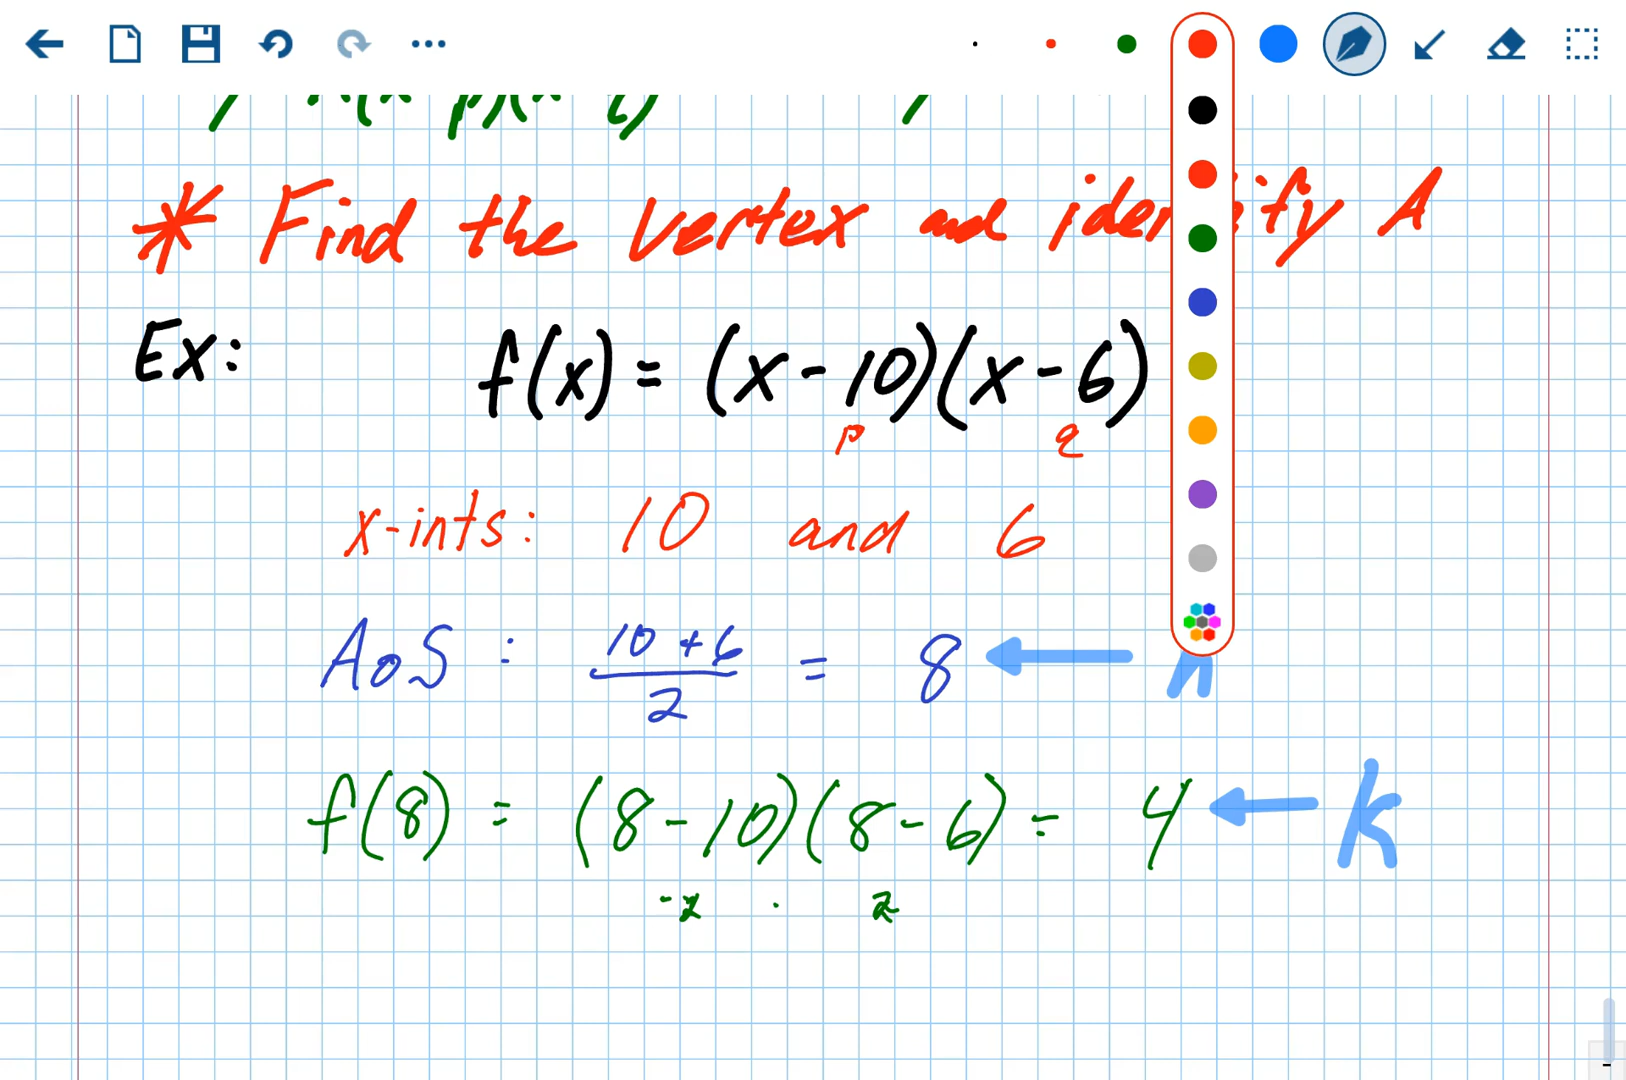 * Find the Vertex and identify A
Ex: f(x) = (x - 10)(x - 6)
p q
x-ints: 10 and 6
AoS : 10 + 6 / 2 = 8 ← h
f(8) = (8 - 10)(8 - 6) = 4 ← k
-2 · 2